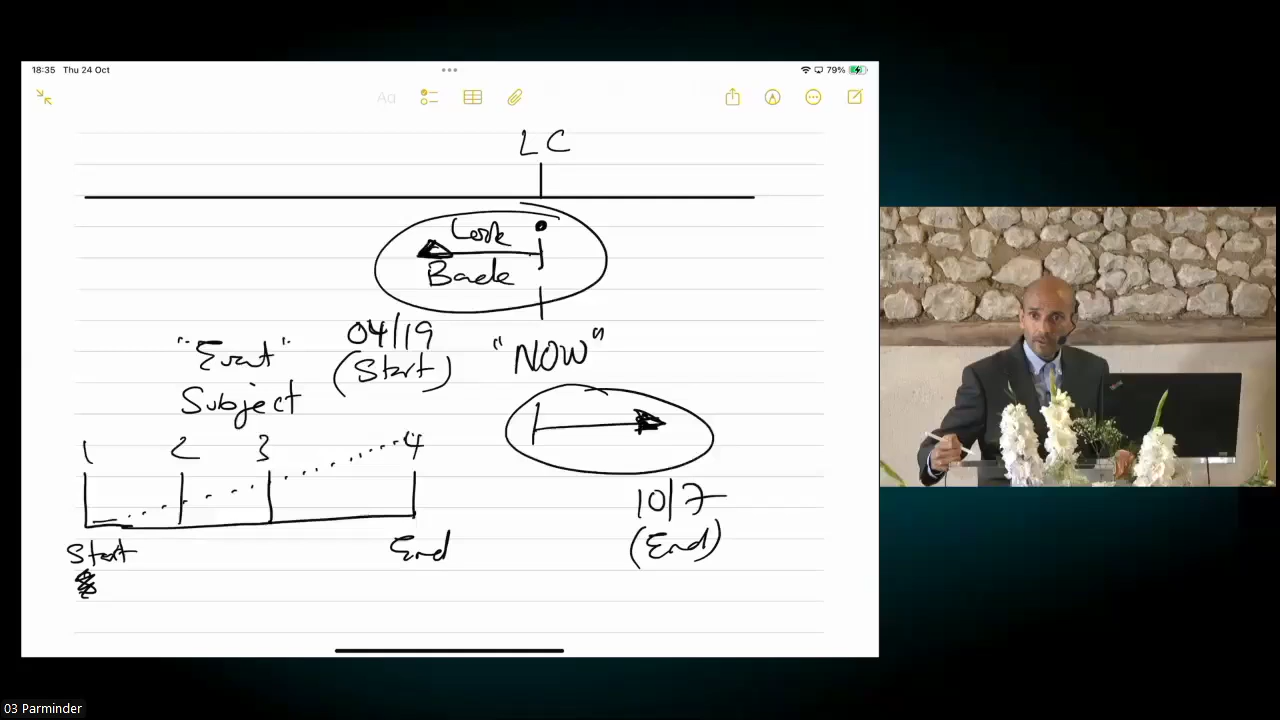 18:35 Thu 24 Oct
79%
Aa
L C
Look
Back
04/19
(Start)
"NOW"
"Event"
Subject
1 2 3 4
Start
End
10/7
(End)
03 Parminder